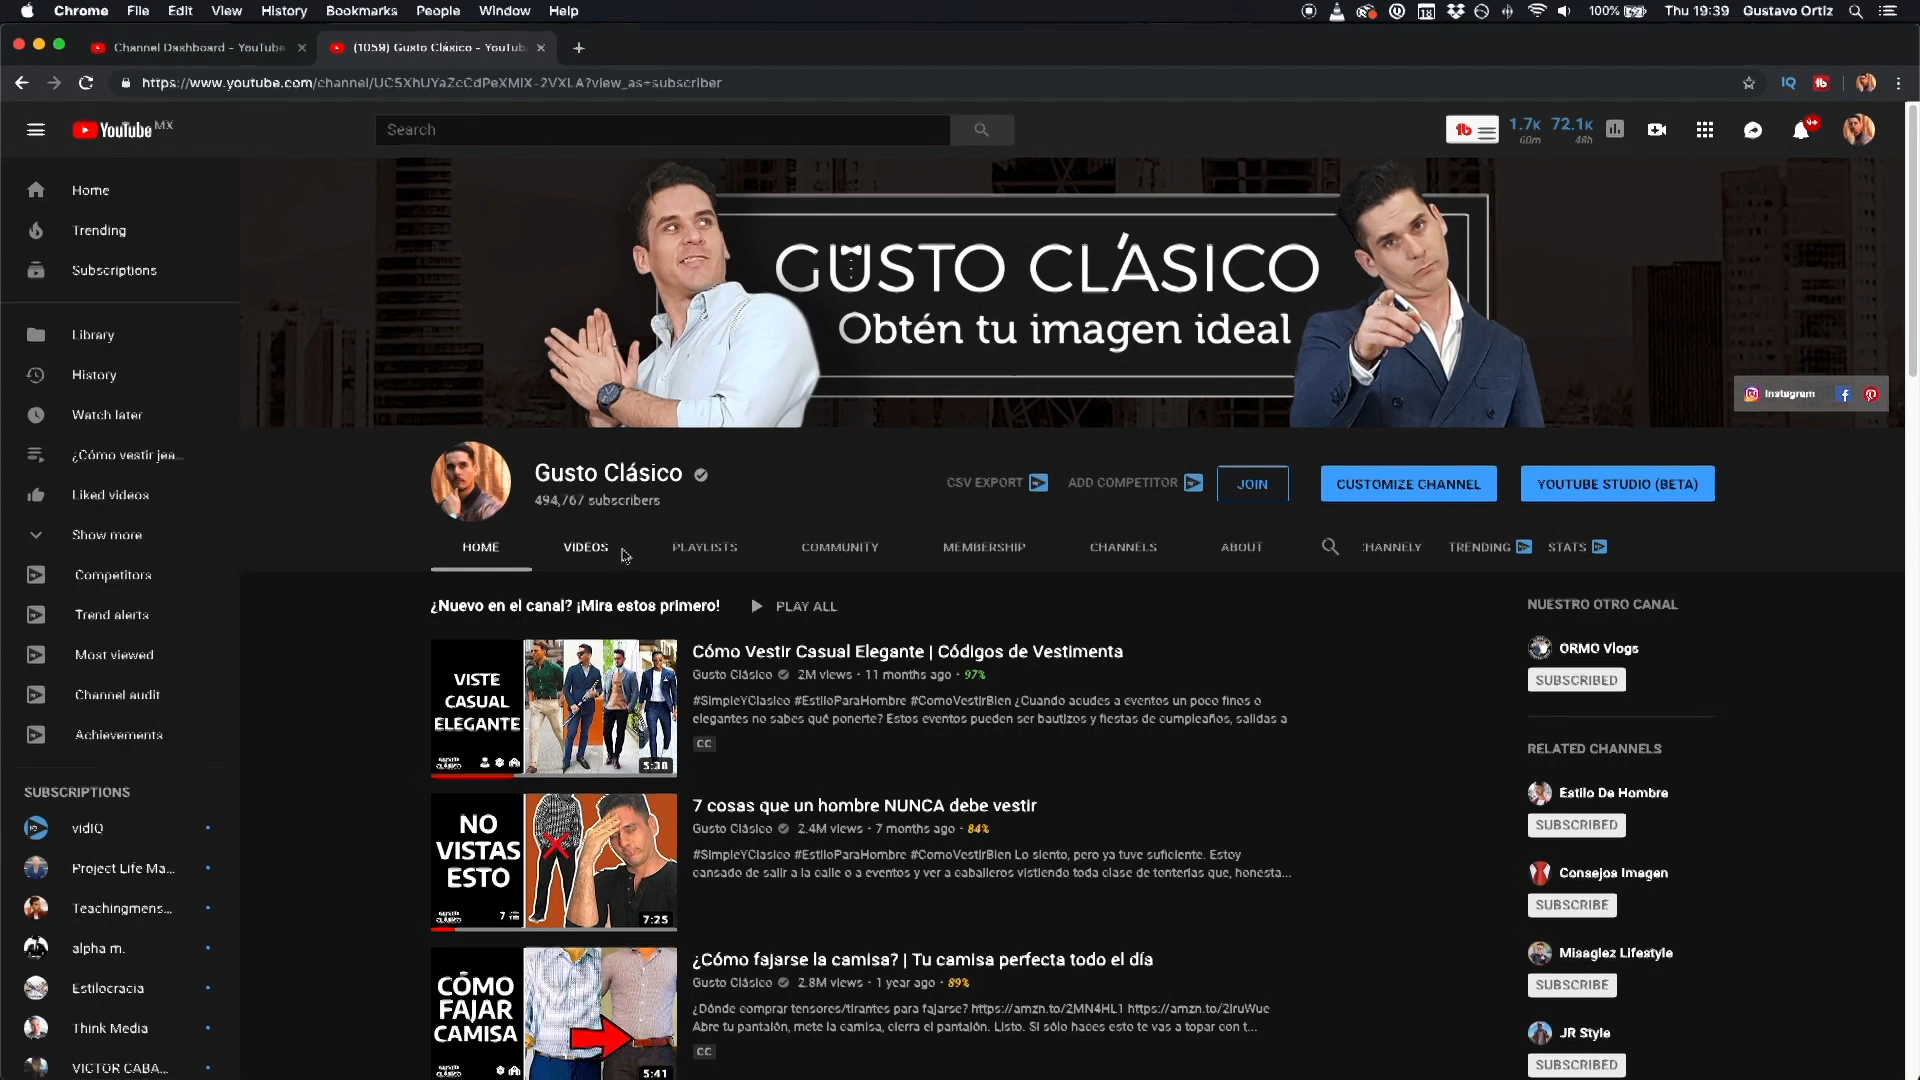 Chrome File Edit View History Bookmarks People Window Help
100% Thu 19:39 Gustavo Ortiz
Channel Dashboard - YouTube
(1059) Gusto Clásico - YouTub
https://www.youtube.com/channel/UC5XhUYaZcCdPeXMlX-2VXLA?view_as=subscriber
YouTube MX
Search
1.7K 72.1K
60m 48h
9+
Home
Trending
Subscriptions
Library
History
Watch later
¿Cómo vestir jea...
Liked videos
Show more
Competitors
Trend alerts
Most viewed
Channel audit
Achievements
SUBSCRIPTIONS
vidIQ
Project Life Ma...
Teachingmens...
alpha m.
Estilocracia
Think Media
VICTOR CABA...
GUSTO CLÁSICO
Obtén tu imagen ideal
Instagram
Gusto Clásico
494,767 subscribers
CSV EXPORT
ADD COMPETITOR
JOIN
CUSTOMIZE CHANNEL
YOUTUBE STUDIO (BETA)
HOME VIDEOS PLAYLISTS COMMUNITY MEMBERSHIP CHANNELS ABOUT HANNELY TRENDING STATS
¿Nuevo en el canal? ¡Mira estos primero! PLAY ALL
VISTE
CASUAL
ELEGANTE
GUSTO
CLÁSICO
5:38
Cómo Vestir Casual Elegante | Códigos de Vestimenta
Gusto Clásico 2M views · 11 months ago · 97%
#SimpleYClasico #EstiloParaHombre #ComoVestirBien ¿Cuando acudes a eventos un poco finos o
elegantes no sabes qué ponerte? Estos eventos pueden ser bautizos y fiestas de cumpleaños, salidas a
CC
NO
VISTAS
ESTO
GUSTO
CLÁSICO
7:25
7 cosas que un hombre NUNCA debe vestir
Gusto Clásico 2.4M views · 7 months ago · 84%
#SimpleYClasico #EstiloParaHombre #ComoVestirBien Lo siento, pero ya tuve suficiente. Estoy
cansado de salir a la calle o a eventos y ver a caballeros vistiendo toda clase de tonterías que, honesta...
CÓMO
FAJAR
CAMISA
GUSTO
CLÁSICO
5:41
¿Cómo fajarse la camisa? | Tu camisa perfecta todo el día
Gusto Clásico 2.8M views · 1 year ago · 89%
¿Dónde comprar tensores/tirantes para fajarse? https://amzn.to/2MN4HL1 https://amzn.to/2IruWue
Abre tu pantalón, mete la camisa, cierra el pantalón. Listo. Si sólo haces esto te vas a topar con t...
CC
NUESTRO OTRO CANAL
ORMO Vlogs
SUBSCRIBED
RELATED CHANNELS
Estilo De Hombre
SUBSCRIBED
Consejos Imagen
SUBSCRIBE
Misaglez Lifestyle
SUBSCRIBE
JR Style
SUBSCRIBED